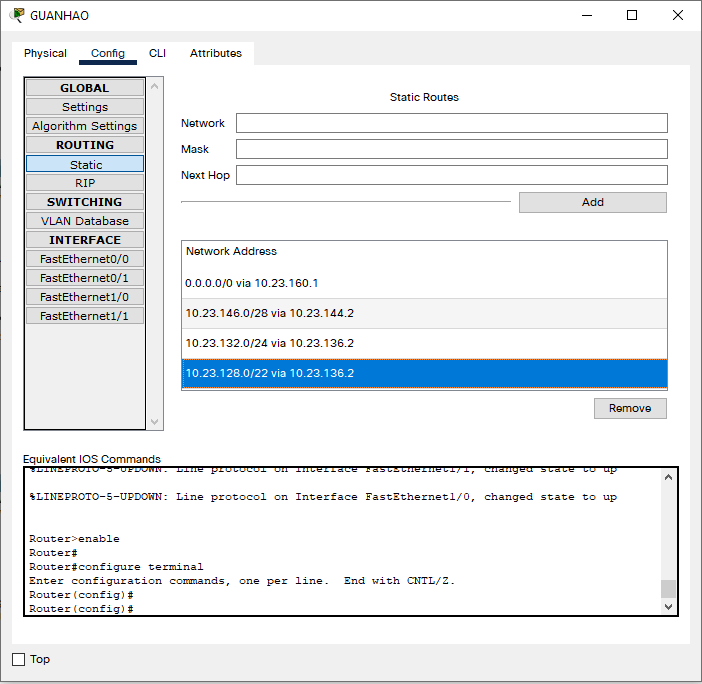 GUANHAO
Physical Config CLI Attributes
GLOBAL
Settings
Algorithm Settings
ROUTING
Static
RIP
SWITCHING
VLAN Database
INTERFACE
FastEthernet0/0
FastEthernet0/1
FastEthernet1/0
FastEthernet1/1
Static Routes
Network
Mask
Next Hop
Add
Network Address
0.0.0.0/0 via 10.23.160.1
10.23.146.0/28 via 10.23.144.2
10.23.132.0/24 via 10.23.136.2
10.23.128.0/22 via 10.23.136.2
Remove
Equivalent IOS Commands
%LINEPROTO-5-UPDOWN: Line protocol on Interface FastEthernet1/1, changed state to up
%LINEPROTO-5-UPDOWN: Line protocol on Interface FastEthernet1/0, changed state to up
Router>enable
Router#
Router#configure terminal
Enter configuration commands, one per line.  End with CNTL/Z.
Router(config)#
Router(config)#
Top